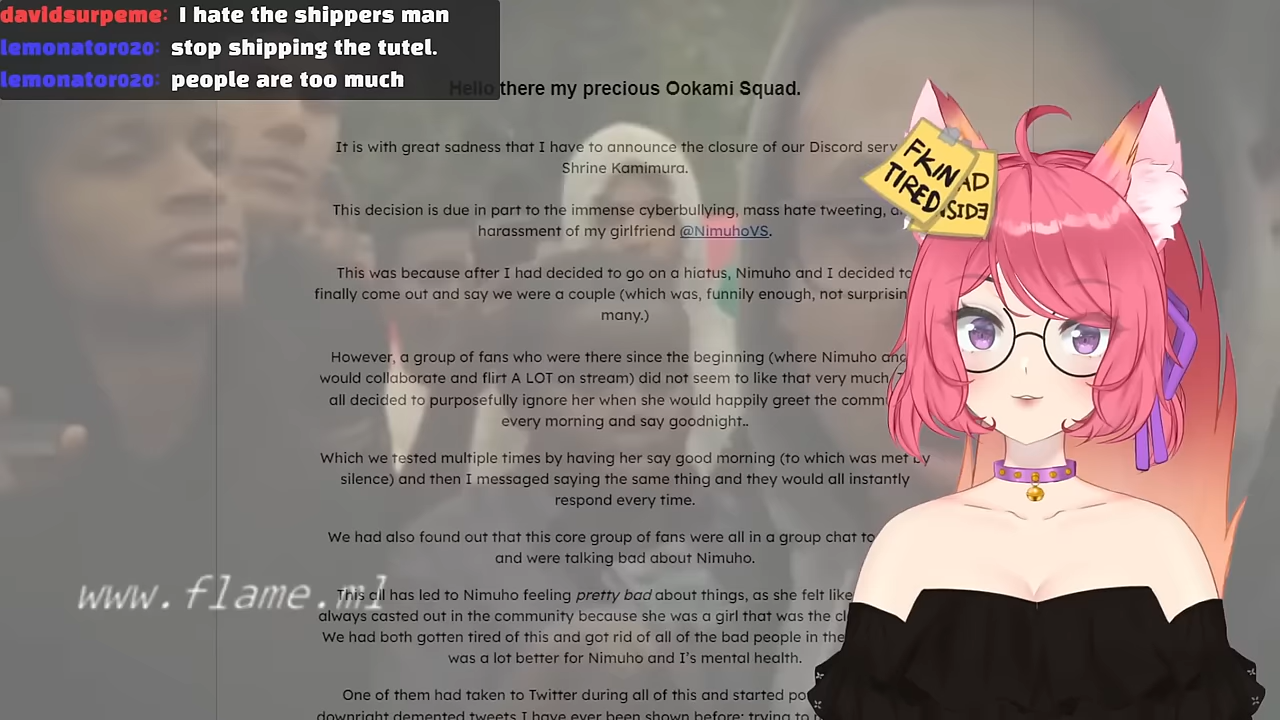 davidsurpeme: I hate the shippers man
lemonator020: stop shipping the tutel.
lemonator020: people are too much
Hello there my precious Ookami Squad.
It is with great sadness that I have to announce the closure of our Discord serv
Shrine Kamimura.
This decision is due in part to the immense cyberbullying, mass hate tweeting,
harassment of my girlfriend @NimuhoVS.
This was because after I had decided to go on a hiatus, Nimuho and I decided to
finally come out and say we were a couple (which was, funnily enough, not surprisin
many.)
However, a group of fans who were there since the beginning (where Nimuho and
would collaborate and flirt A LOT on stream) did not seem to like that very much
all decided to purposefully ignore her when she would happily greet the comm
every morning and say goodnight..
Which we tested multiple times by having her say good morning (to which was met by
silence) and then I messaged saying the same thing and they would all instantly
respond every time.
We had also found out that this core group of fans were all in a group chat to
and were talking bad about Nimuho.
This all has led to Nimuho feeling pretty bad about things, as she felt like
always casted out in the community because she was a girl that was the cl
We had both gotten tired of this and got rid of all of the bad people in the
was a lot better for Nimuho and I's mental health.
One of them had taken to Twitter during all of this and started po
downright demented tweets I have ever been shown before; trying to
www.flame.ml
FKIN
TIRED
AD
SIDE